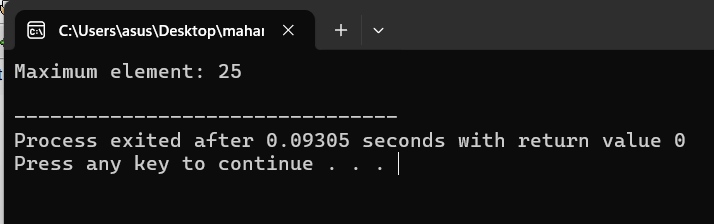 C:\Users\asus\Desktop\mahar
Maximum element: 25
--------------------------------
Process exited after 0.09305 seconds with return value 0
Press any key to continue . . .